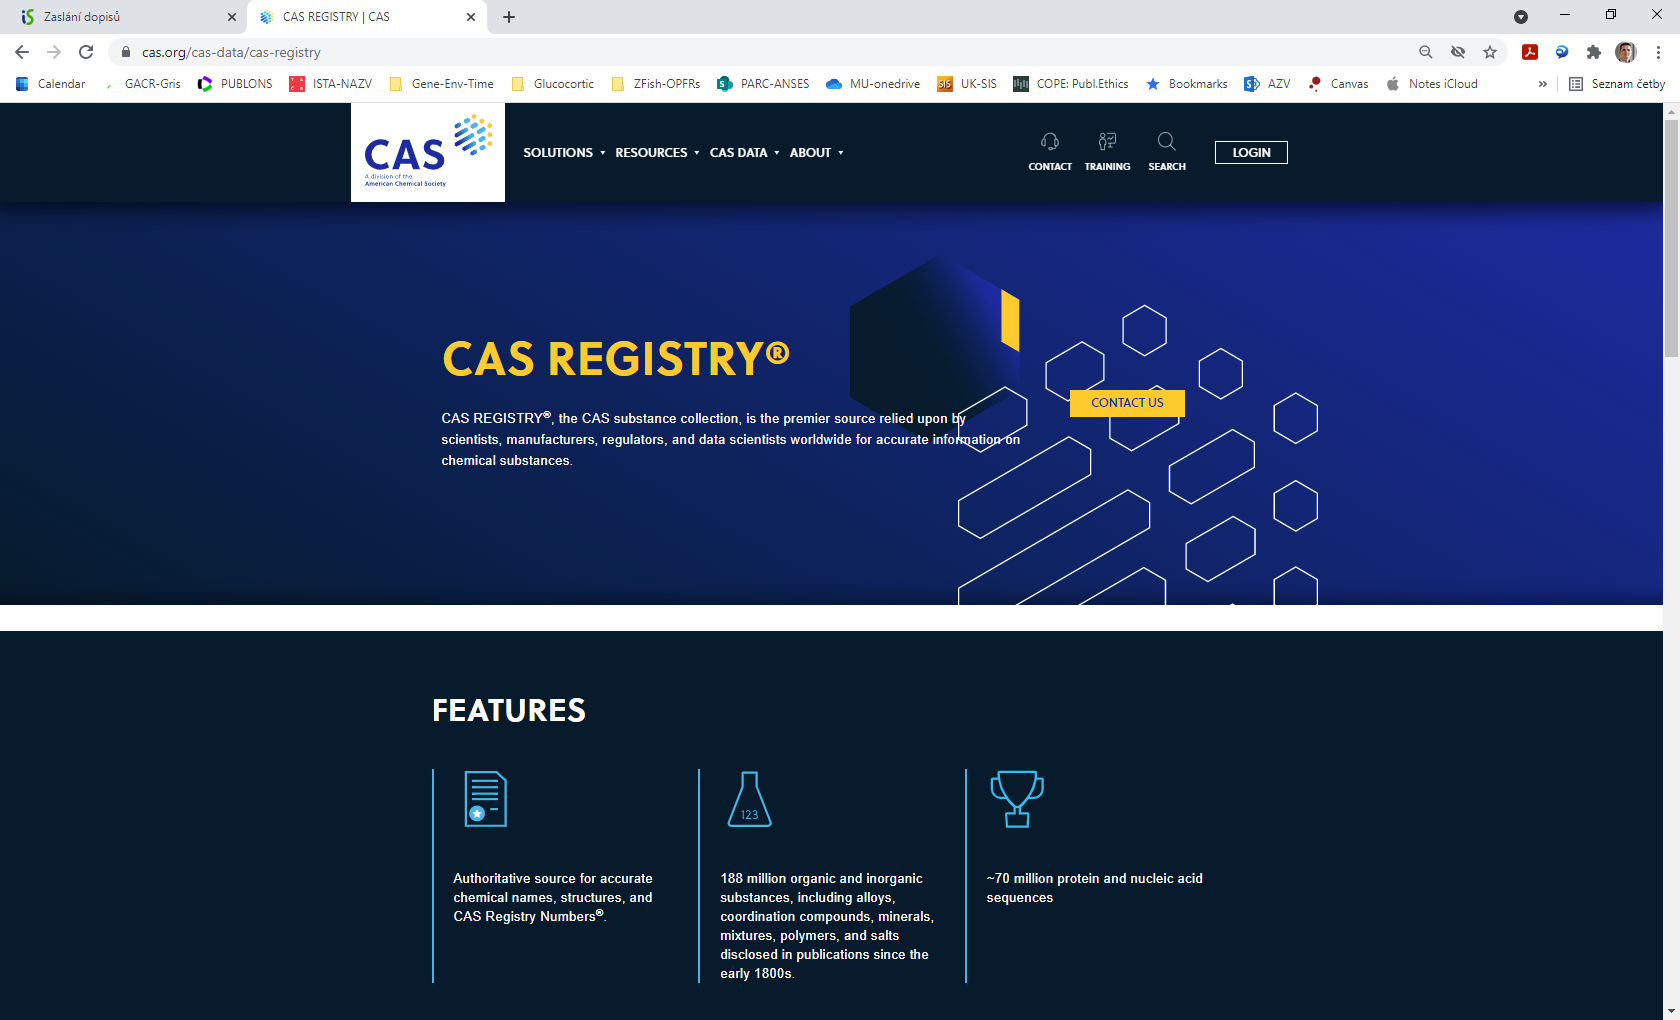 Zaslání dopisů
CAS REGISTRY | CAS
cas.org/cas-data/cas-registry
Calendar
GACR-Gris
PUBLONS
ISTA-NAZV
Gene-Env-Time
Glucocortic
ZFish-OPFRs
PARC-ANSES
MU-onedrive
UK-SIS
COPE: Publ.Ethics
Bookmarks
AZV
Canvas
Notes iCloud
»
Seznam četby
CAS
A division of the
American Chemical Society
SOLUTIONS
RESOURCES
CAS DATA
ABOUT
CONTACT
TRAINING
SEARCH
LOGIN
CAS REGISTRY®
CAS REGISTRY®, the CAS substance collection, is the premier source relied upon by
scientists, manufacturers, regulators, and data scientists worldwide for accurate information on
chemical substances.
CONTACT US
FEATURES
Authoritative source for accurate
chemical names, structures, and
CAS Registry Numbers®.
123
188 million organic and inorganic
substances, including alloys,
coordination compounds, minerals,
mixtures, polymers, and salts
disclosed in publications since the
early 1800s.
~70 million protein and nucleic acid
sequences